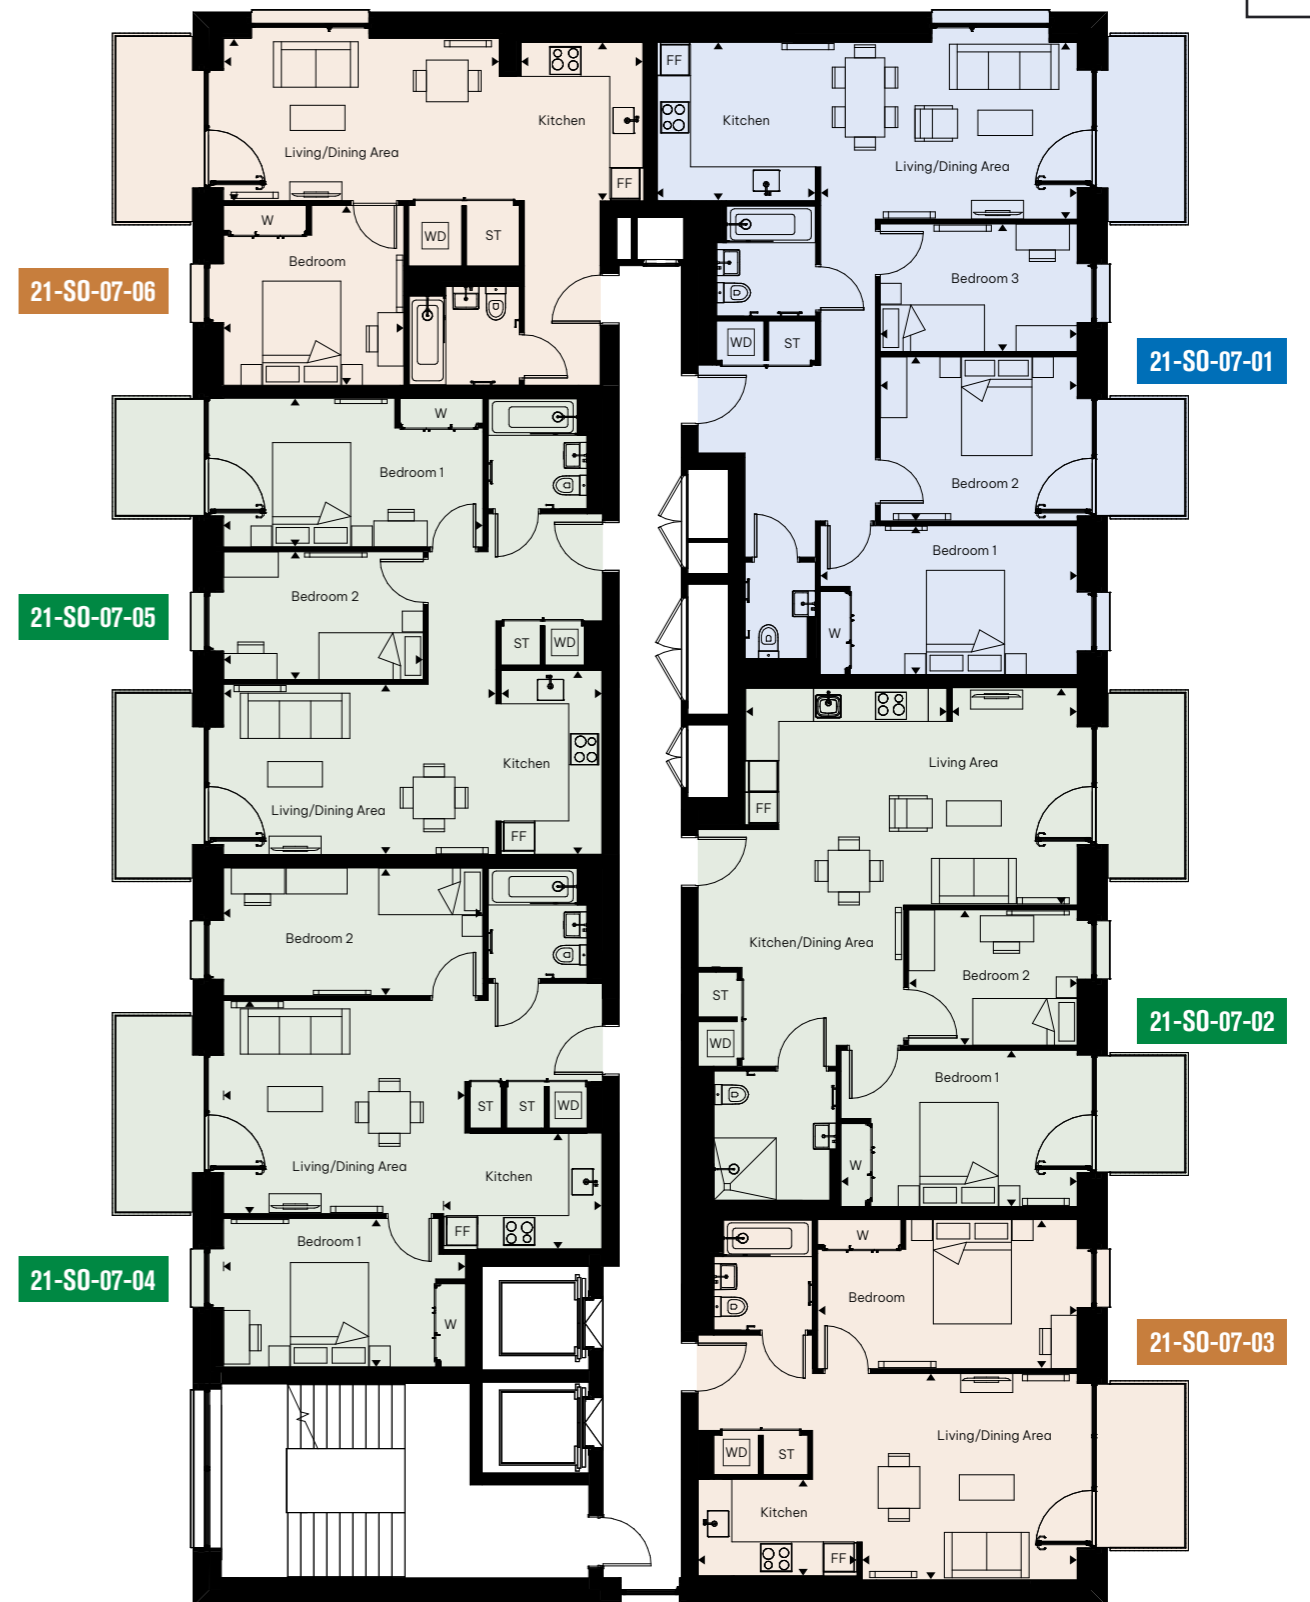 FF
Kitchen
Kitchen
Living/Dining Area
Living/Dining Area
FF
W
WD
ST
Bedroom
Bedroom 3
21-SO-07-06
WD
ST
21-SO-07-01
W
Bedroom 1
Bedroom 2
Bedroom 1
Bedroom 2
21-SO-07-05
W
ST
WD
Kitchen
Living Area
Living/Dining Area
FF
FF
Bedroom 2
Kitchen/Dining Area
Bedroom 2
ST
21-SO-07-02
WD
Bedroom 1
ST
ST
WD
Living/Dining Area
Kitchen
W
FF
Bedroom 1
W
21-SO-07-04
Bedroom
W
21-SO-07-03
Living/Dining Area
WD
ST
Kitchen
FF